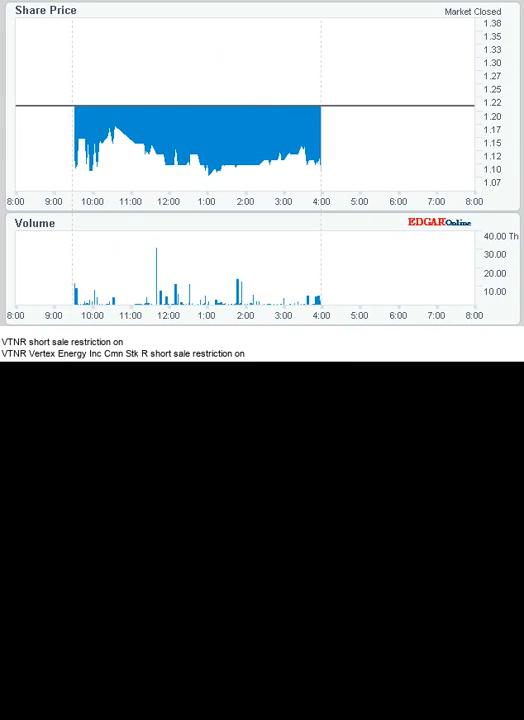 Share Price
Market Closed
1.38
1.35
1.33
1.30
1.27
1.25
1.22
1.20
1.17
1.15
1.12
1.10
1.07
8:00 9:00 10:00 11:00 12:00 1:00 2:00 3:00 4:00 5:00 6:00 7:00 8:00
Volume
EDGAROnline
40.00 Th
30.00
20.00
10.00
8:00 9:00 10:00 11:00 12:00 1:00 2:00 3:00 4:00 5:00 6:00 7:00 8:00
VTNR short sale restriction on
VTNR Vertex Energy Inc Cmn Stk R short sale restriction on